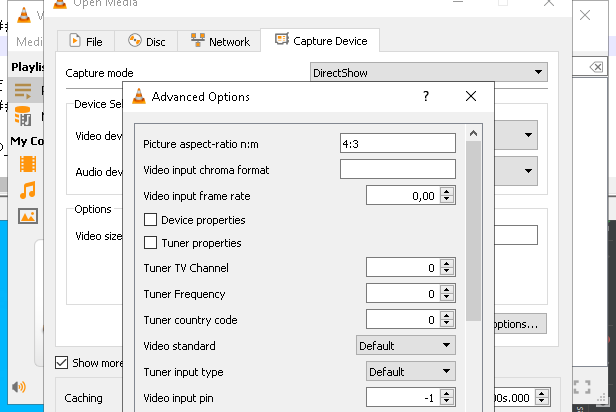 Open Media
Medi
File
Disc
Network
Capture Device
Playlis
Capture mode
DirectShow
Advanced Options
?
Device Sel
Picture aspect-ratio n:m
4:3
Video dev
Video input chroma format
My Co
Audio dev
Video input frame rate
0,00
Options
Device properties
Video size
Tuner properties
Tuner TV Channel
0
Tuner Frequency
0
Tuner country code
0
options...
Video standard
Default
Show more
Tuner input type
Default
Caching
Video input pin
-1
00s.000